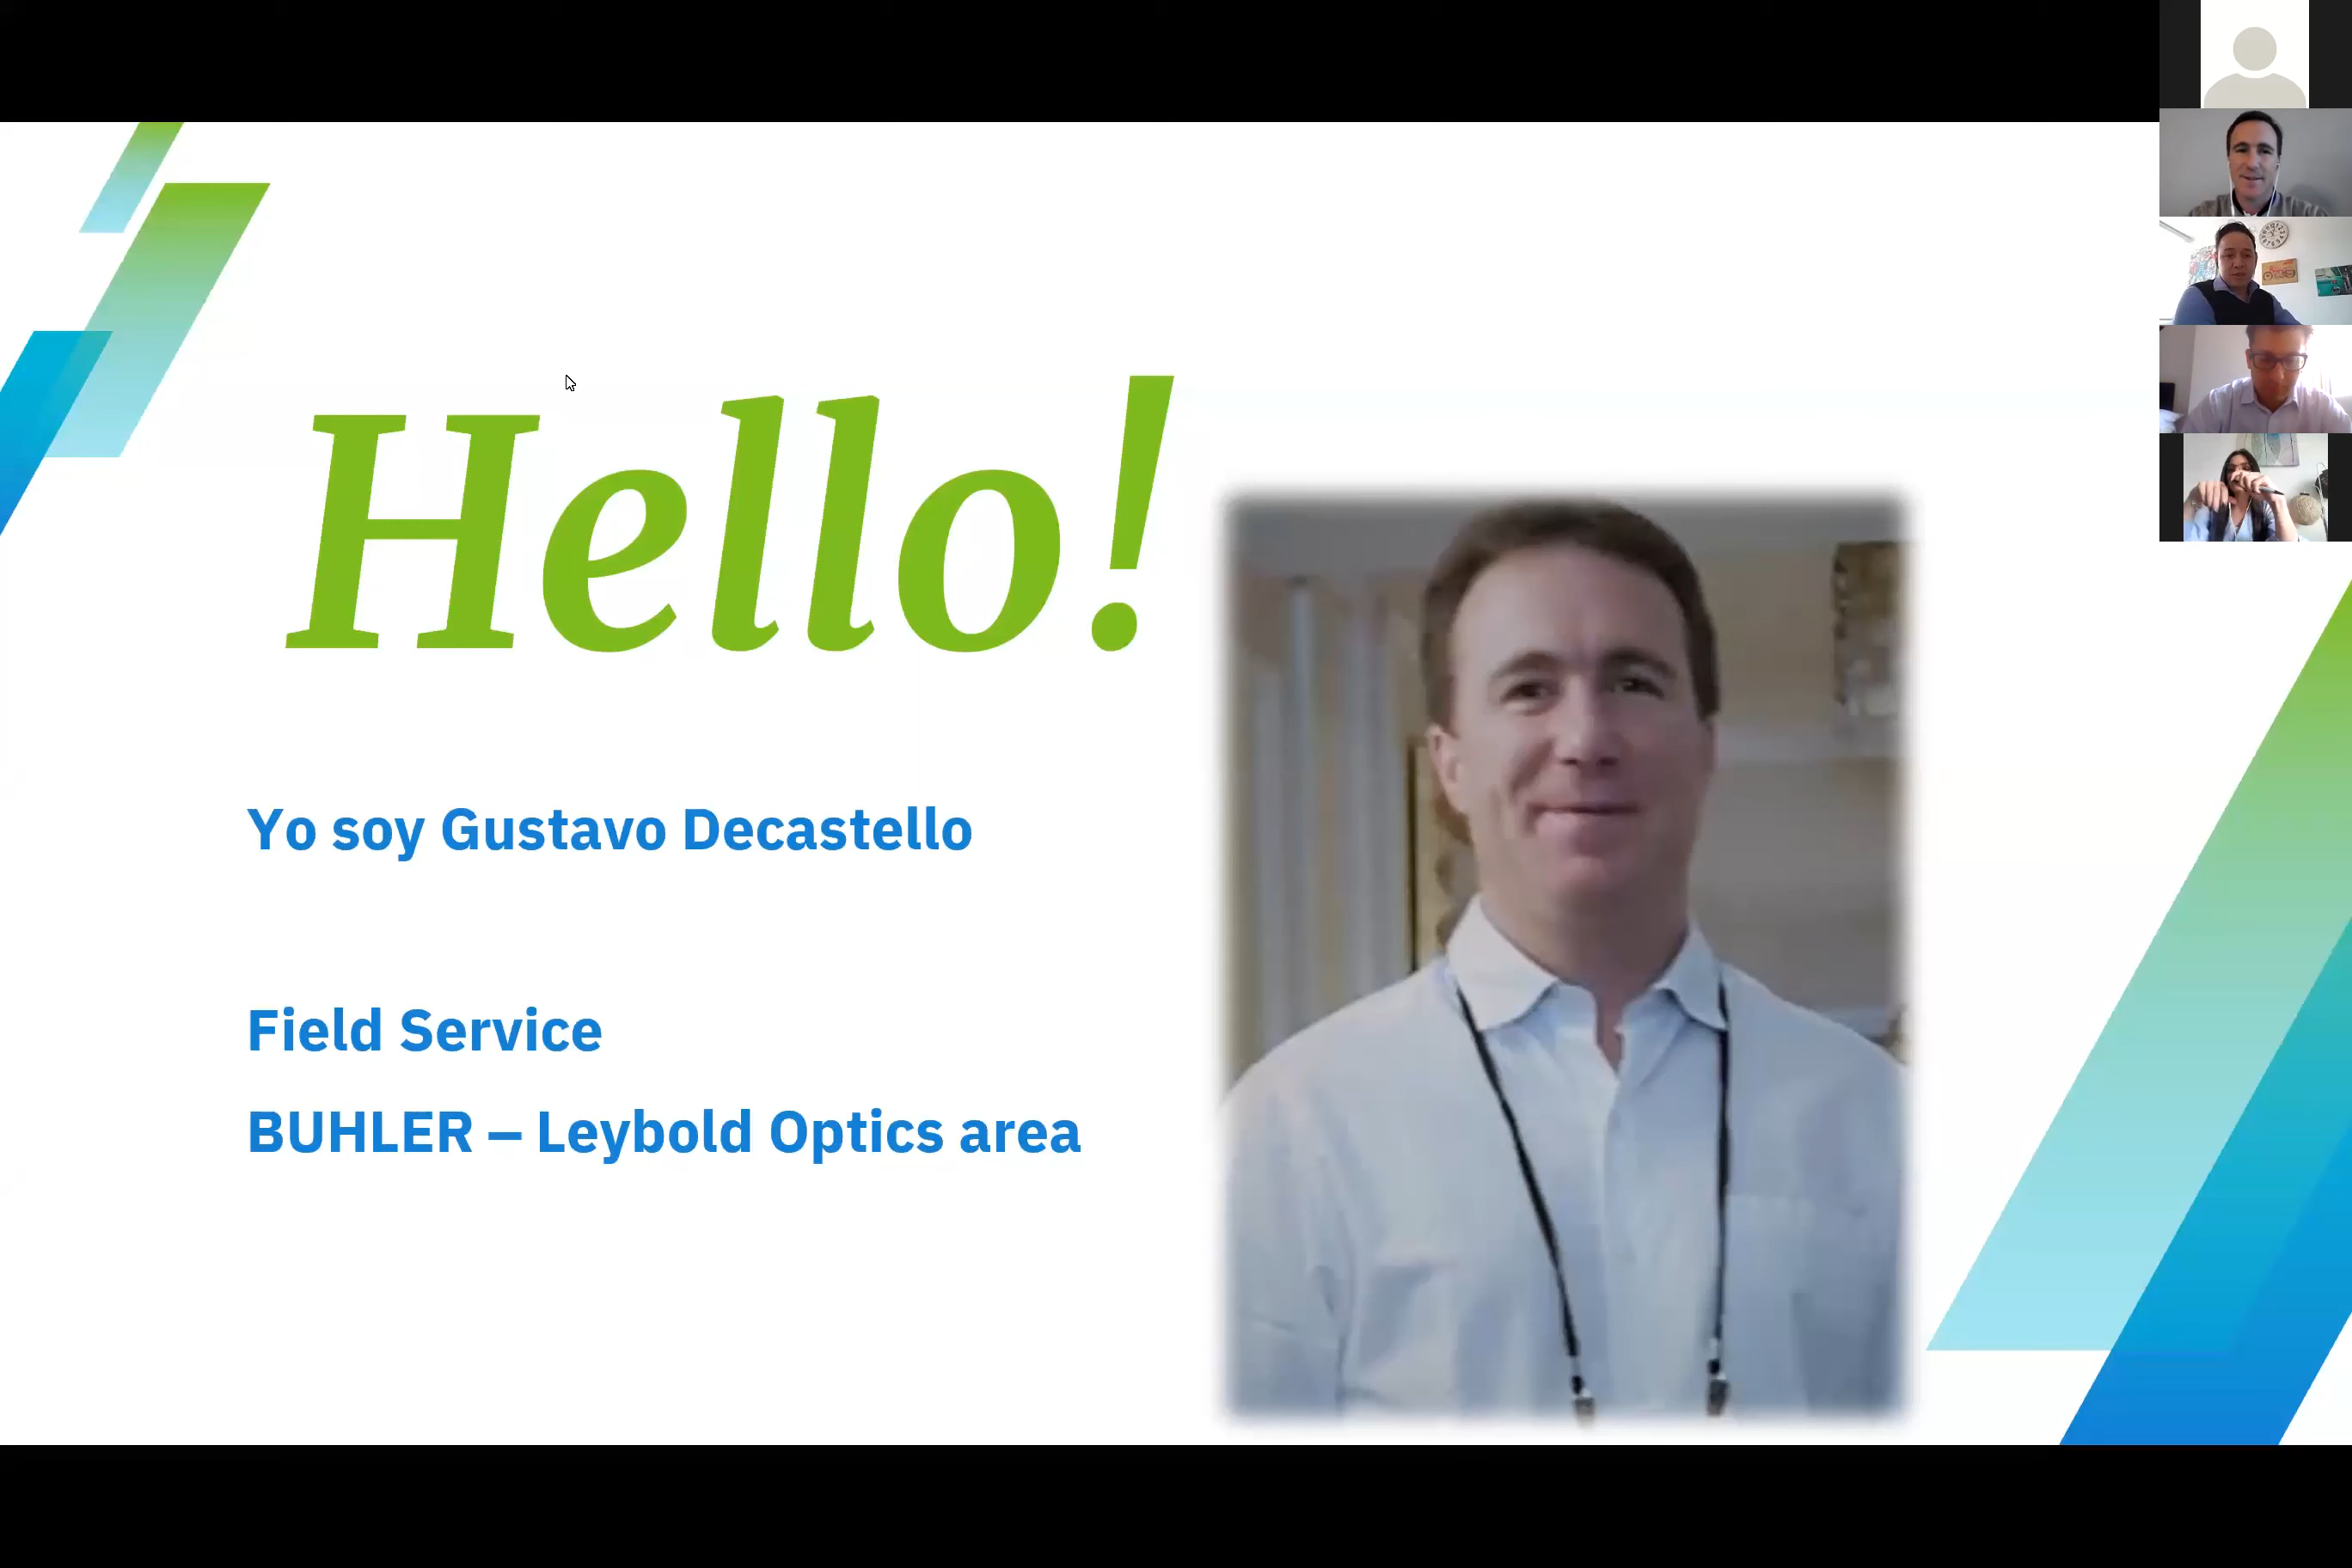 Hello!
Yo soy Gustavo Decastello
Field Service
BUHLER – Leybold Optics area